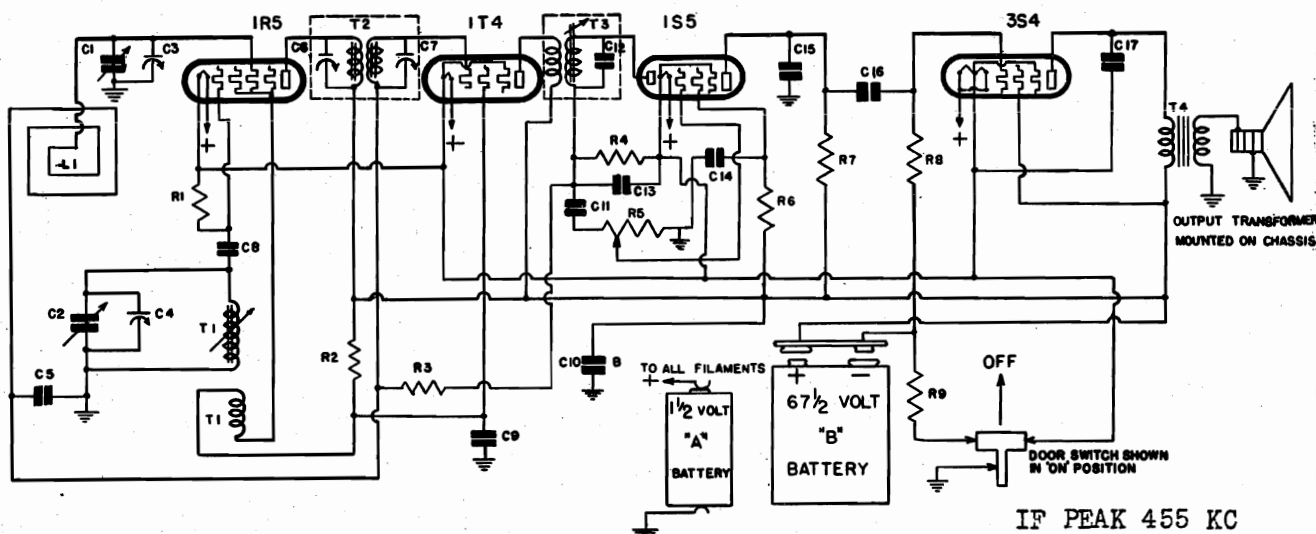 1R5
T2
1T4
T3
1S5
3S4
C1
C3
C6
C7
C12
C15
C16
C17
L1
T4
R1
R4
C13
C14
R7
R8
C11
R5
R6
C8
OUTPUT TRANSFORMER
MOUNTED ON CHASSIS
C2
C4
T1
R2
R3
C10
B
C5
T1
C9
TO ALL FILAMENTS
+
1½ VOLT
"A"
BATTERY
+ −
67½ VOLT
"B"
BATTERY
R9
OFF
DOOR SWITCH SHOWN
IN "ON" POSITION
+
+
+
+
IF PEAK 455 KC